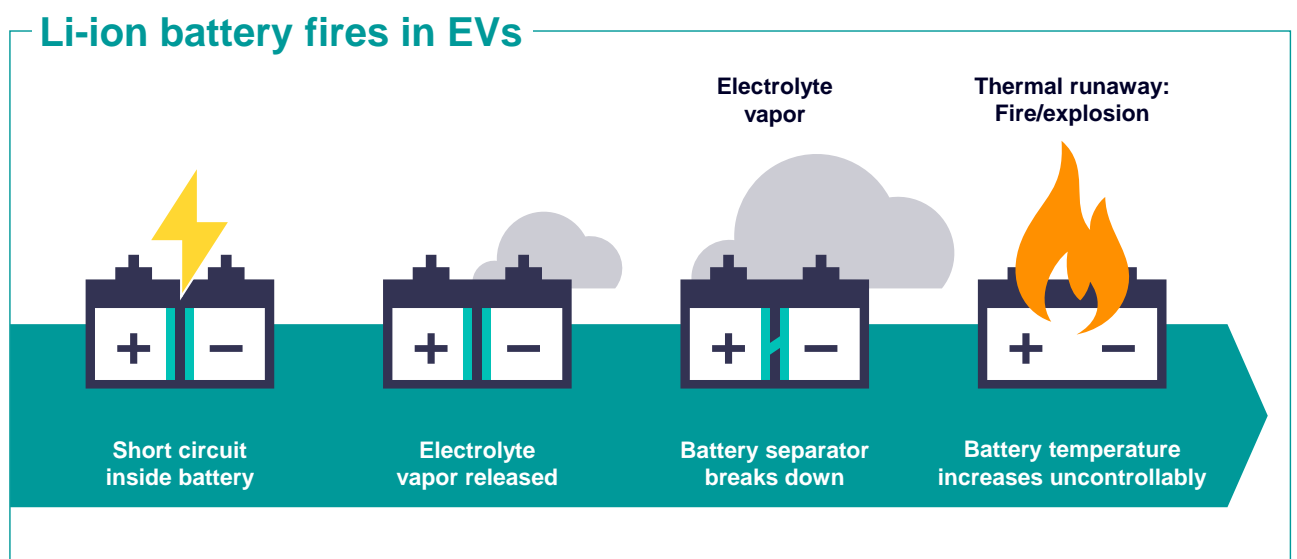 Li-ion battery fires in EVs
Electrolyte
vapor
Thermal runaway:
Fire/explosion
+ −
+ −
+ −
+ −
Short circuit
inside battery
Electrolyte
vapor released
Battery separator
breaks down
Battery temperature
increases uncontrollably